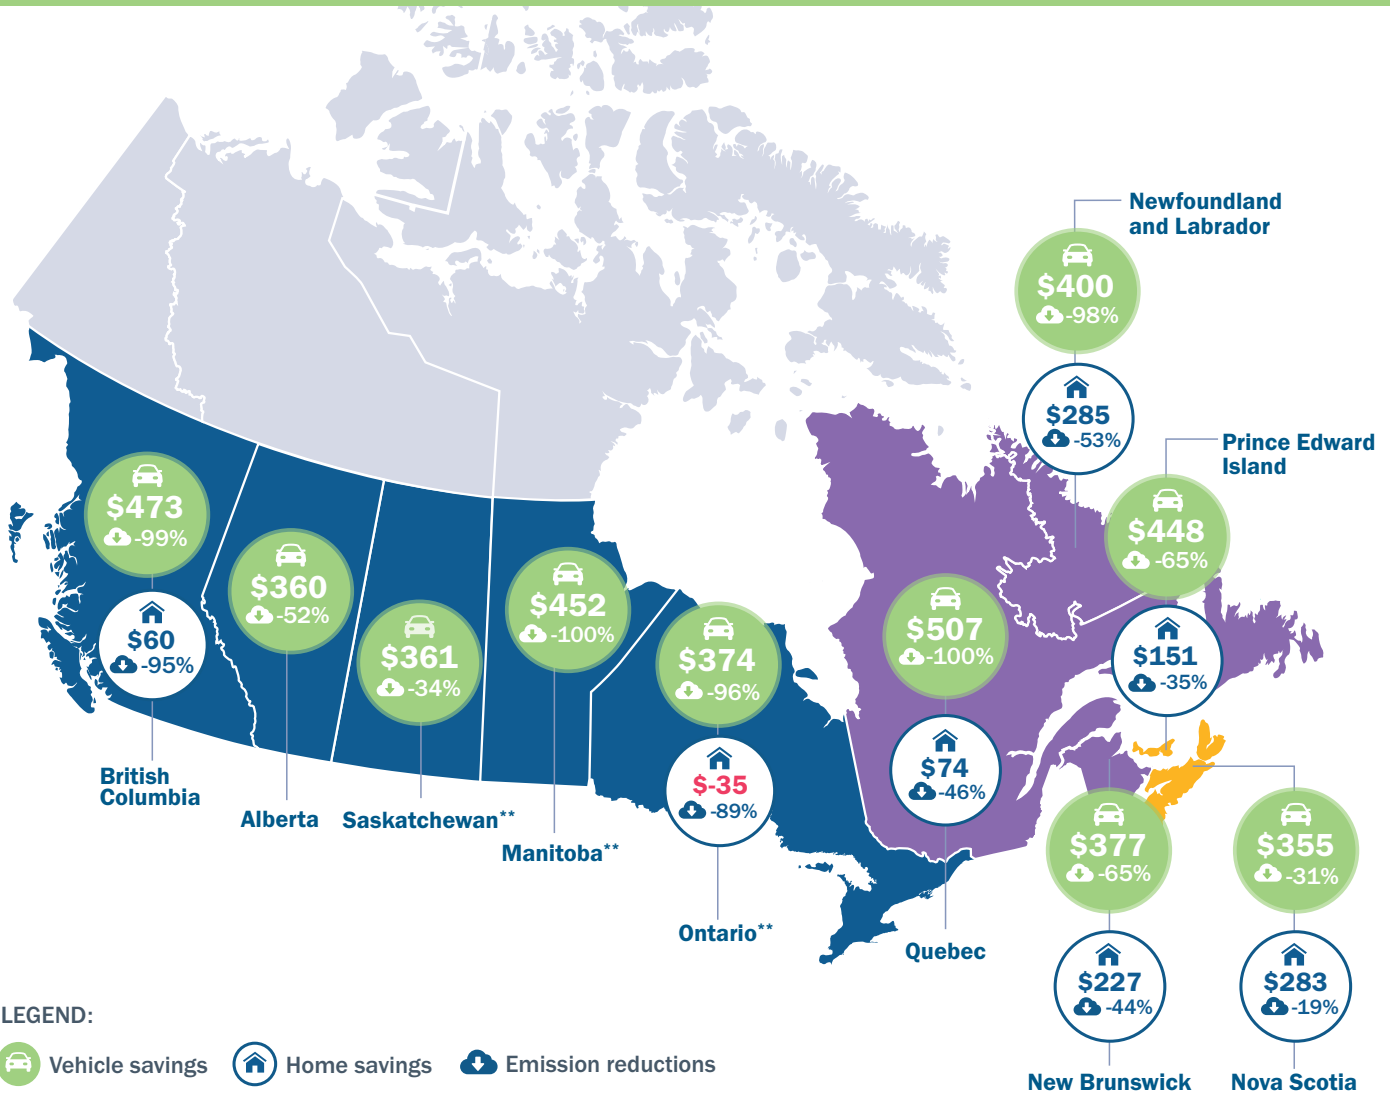 Newfoundland
and Labrador
$400
-98%
$285
-53%
Prince Edward
Island
$448
-65%
$151
-35%
$473
-99%
$60
-95%
British
Columbia
$360
-52%
Alberta
$361
-34%
Saskatchewan**
$452
-100%
Manitoba**
$374
-96%
$-35
-89%
Ontario**
$507
-100%
$74
-46%
Quebec
$377
-65%
$227
-44%
New Brunswick
$355
-31%
$283
-19%
Nova Scotia
LEGEND:
Vehicle savings
Home savings
Emission reductions